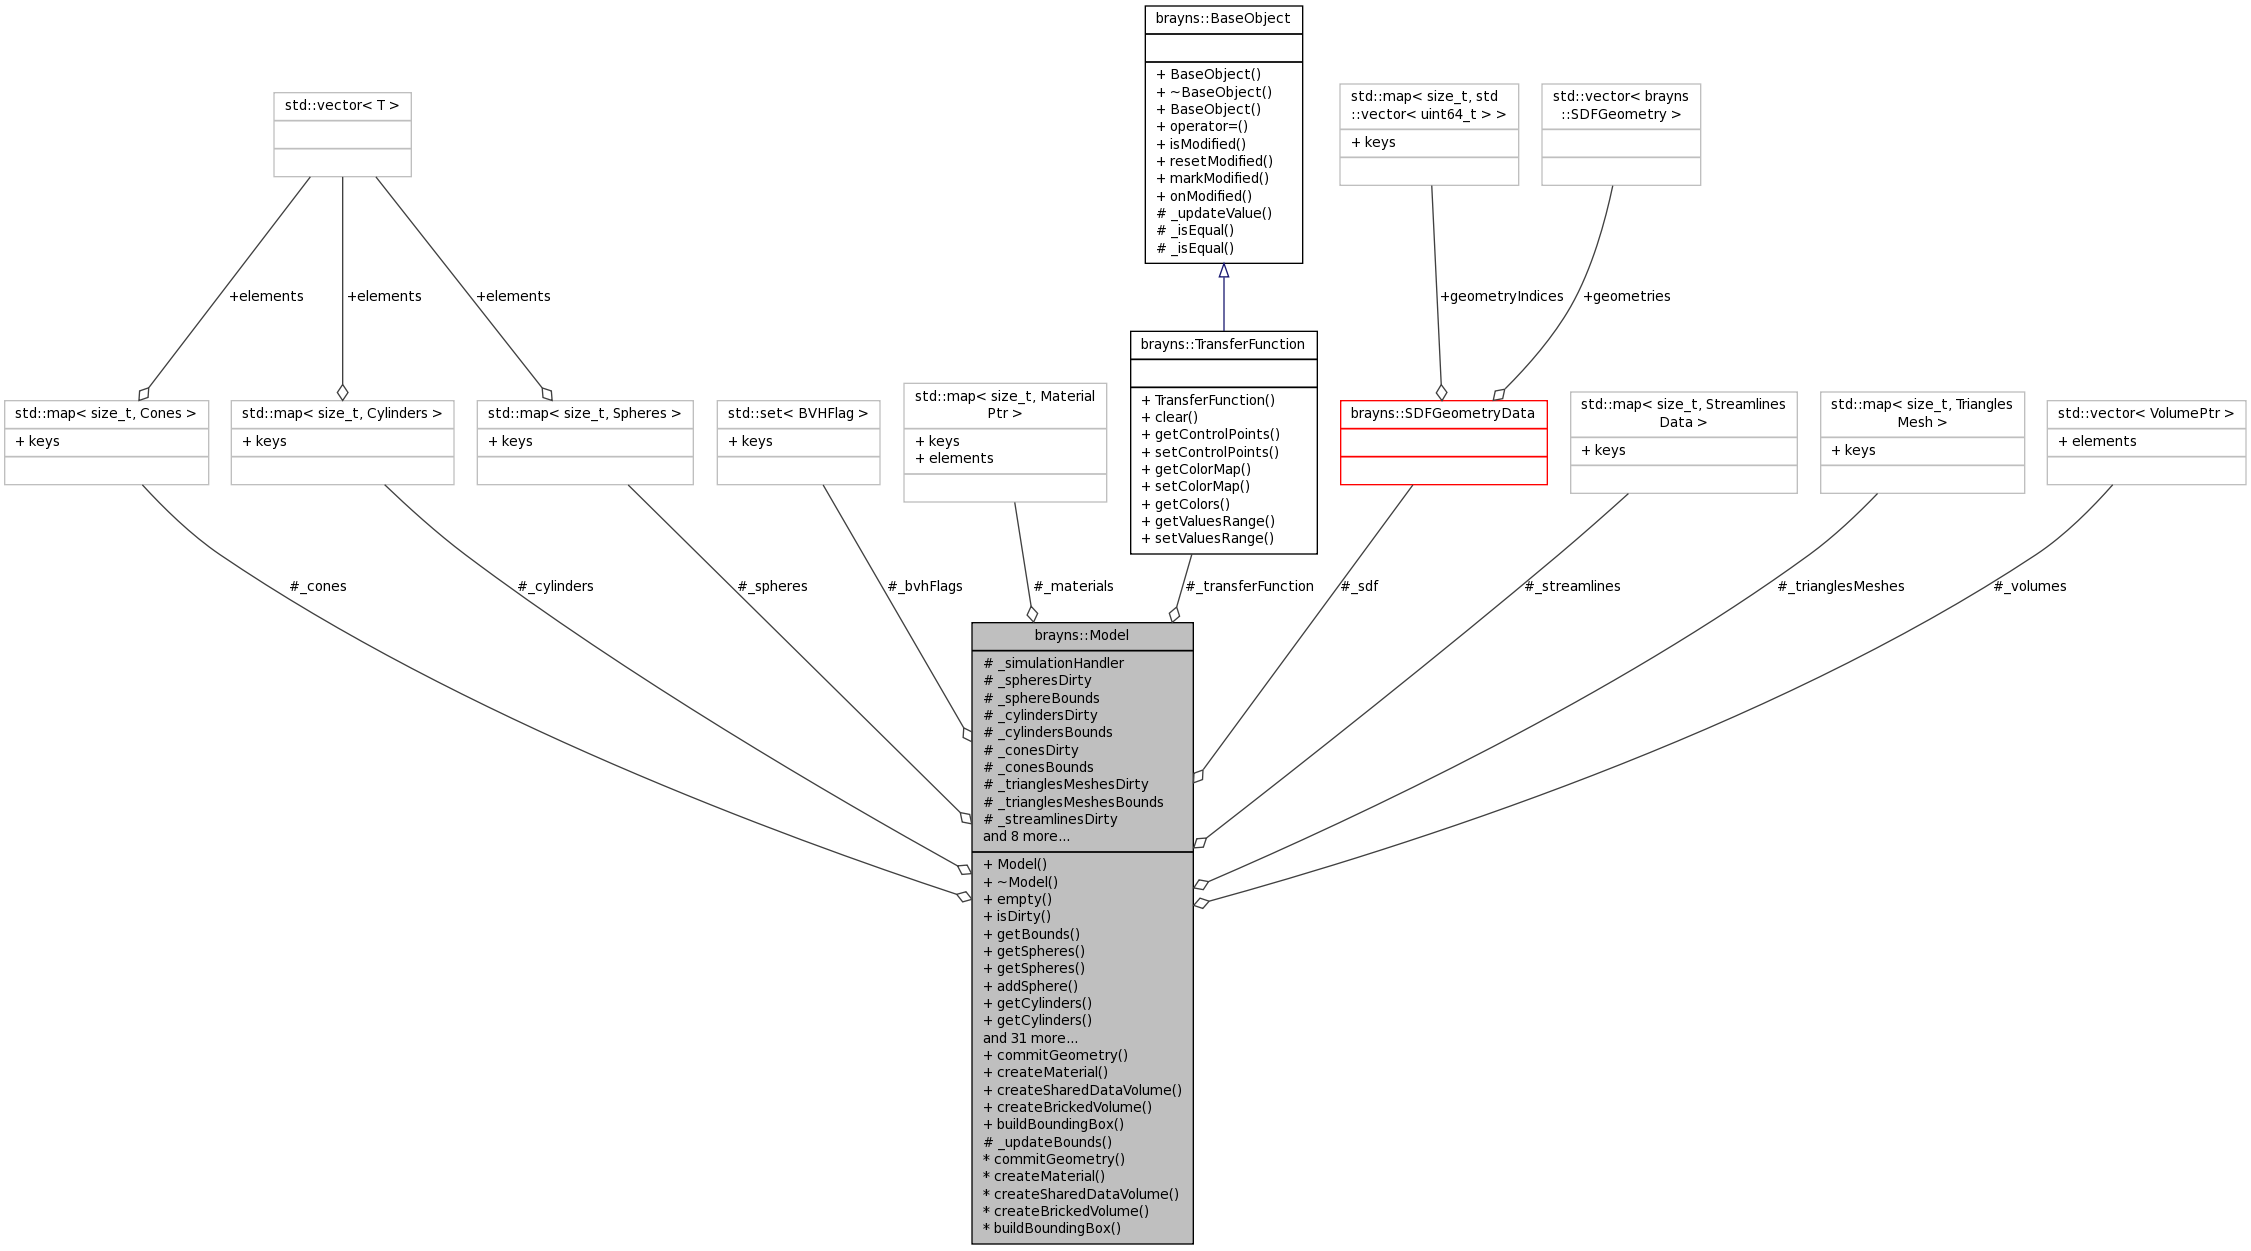 brayns::BaseObject
+ BaseObject()
+ ~BaseObject()
+ BaseObject()
+ operator=()
+ isModified()
+ resetModified()
+ markModified()
+ onModified()
# _updateValue()
# _isEqual()
# _isEqual()
std::vector< T >
std::map< size_t, std
::vector< uint64_t > >
+ keys
std::vector< brayns
::SDFGeometry >
+elements
+elements
+elements
+geometryIndices
+geometries
std::map< size_t, Cones >
+ keys
std::map< size_t, Cylinders >
+ keys
std::map< size_t, Spheres >
+ keys
std::set< BVHFlag >
+ keys
std::map< size_t, Material
Ptr >
+ keys
+ elements
brayns::TransferFunction
+ TransferFunction()
+ clear()
+ getControlPoints()
+ setControlPoints()
+ getColorMap()
+ setColorMap()
+ getColors()
+ getValuesRange()
+ setValuesRange()
brayns::SDFGeometryData
std::map< size_t, Streamlines
Data >
+ keys
std::map< size_t, Triangles
Mesh >
+ keys
std::vector< VolumePtr >
+ elements
#_cones
#_cylinders
#_spheres
#_bvhFlags
#_materials
#_transferFunction
#_sdf
#_streamlines
#_trianglesMeshes
#_volumes
brayns::Model
# _simulationHandler
# _spheresDirty
# _sphereBounds
# _cylindersDirty
# _cylindersBounds
# _conesDirty
# _conesBounds
# _trianglesMeshesDirty
# _trianglesMeshesBounds
# _streamlinesDirty
and 8 more...
+ Model()
+ ~Model()
+ empty()
+ isDirty()
+ getBounds()
+ getSpheres()
+ getSpheres()
+ addSphere()
+ getCylinders()
+ getCylinders()
and 31 more...
+ commitGeometry()
+ createMaterial()
+ createSharedDataVolume()
+ createBrickedVolume()
+ buildBoundingBox()
# _updateBounds()
* commitGeometry()
* createMaterial()
* createSharedDataVolume()
* createBrickedVolume()
* buildBoundingBox()